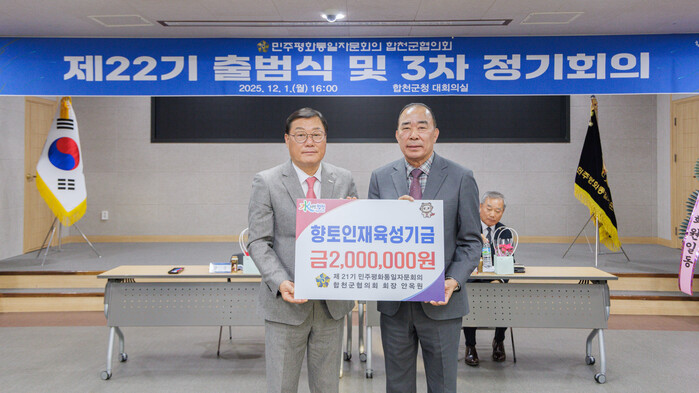 민주평화통일자문회의 합천군협의회
제22기 출범식 및 3차 정기회의
2025. 12. 1.(월) 16:00 합천군청 대회의실
향토인재육성기금
금2,000,000원
제 21기 민주평화통일자문회의
합천군협의회 회장 안옥원
회원일동